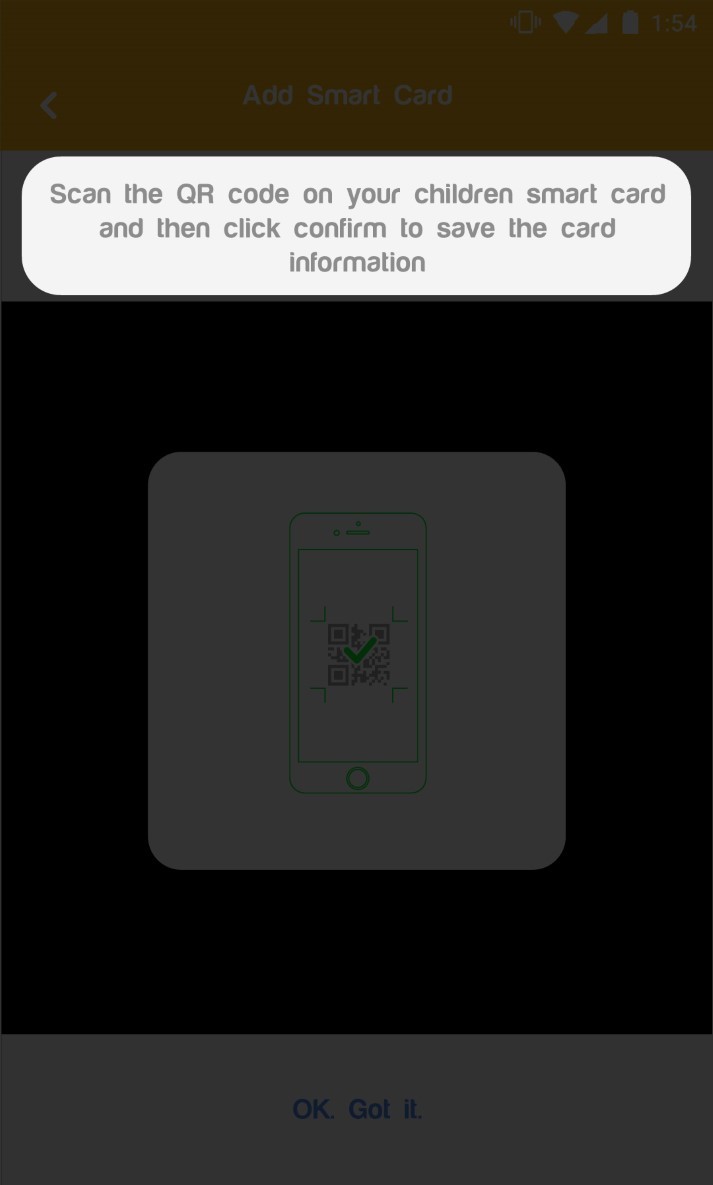 1:54
Add Smart Card
Scan the QR code on your children smart card
and then click confirm to save the card
information
OK. Got it.